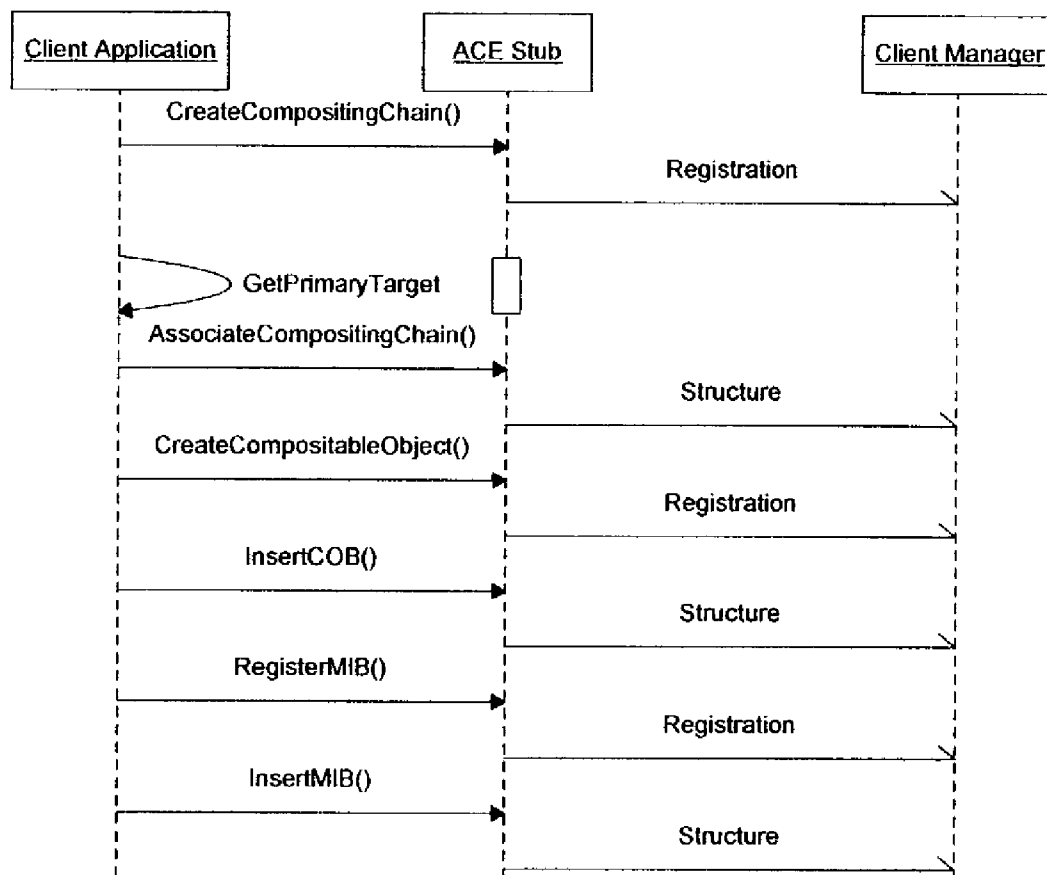 Client Application
ACE Stub
Client Manager
CreateCompositingChain()
Registration
GetPrimaryTarget
AssociateCompositingChain()
Structure
CreateCompositableObject()
Registration
InsertCOB()
Structure
RegisterMIB()
Registration
InsertMIB()
Structure